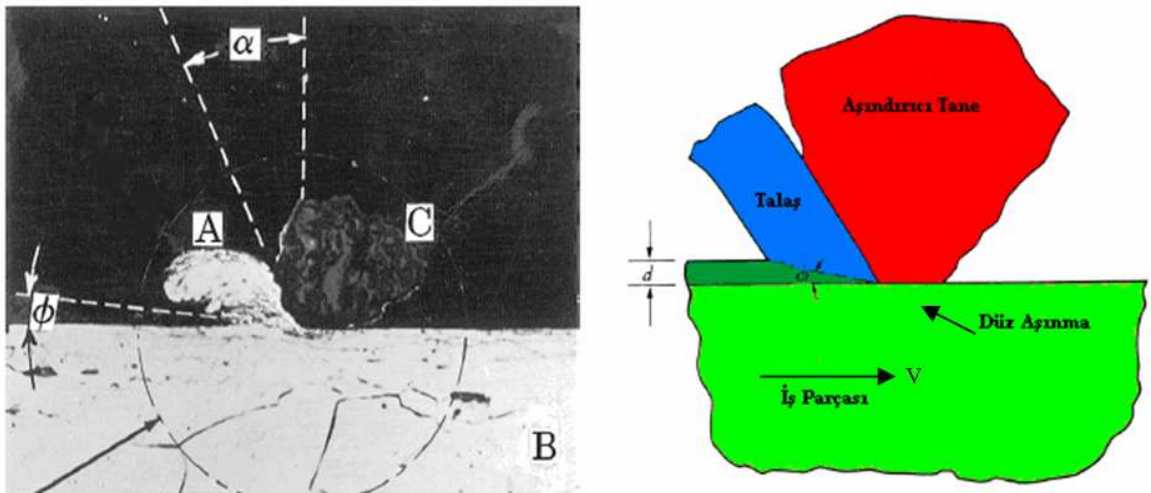 α
A
C
ϕ
B
Aşındırıcı Tane
Talaş
d
Düz Aşınma
V
İş Parçası